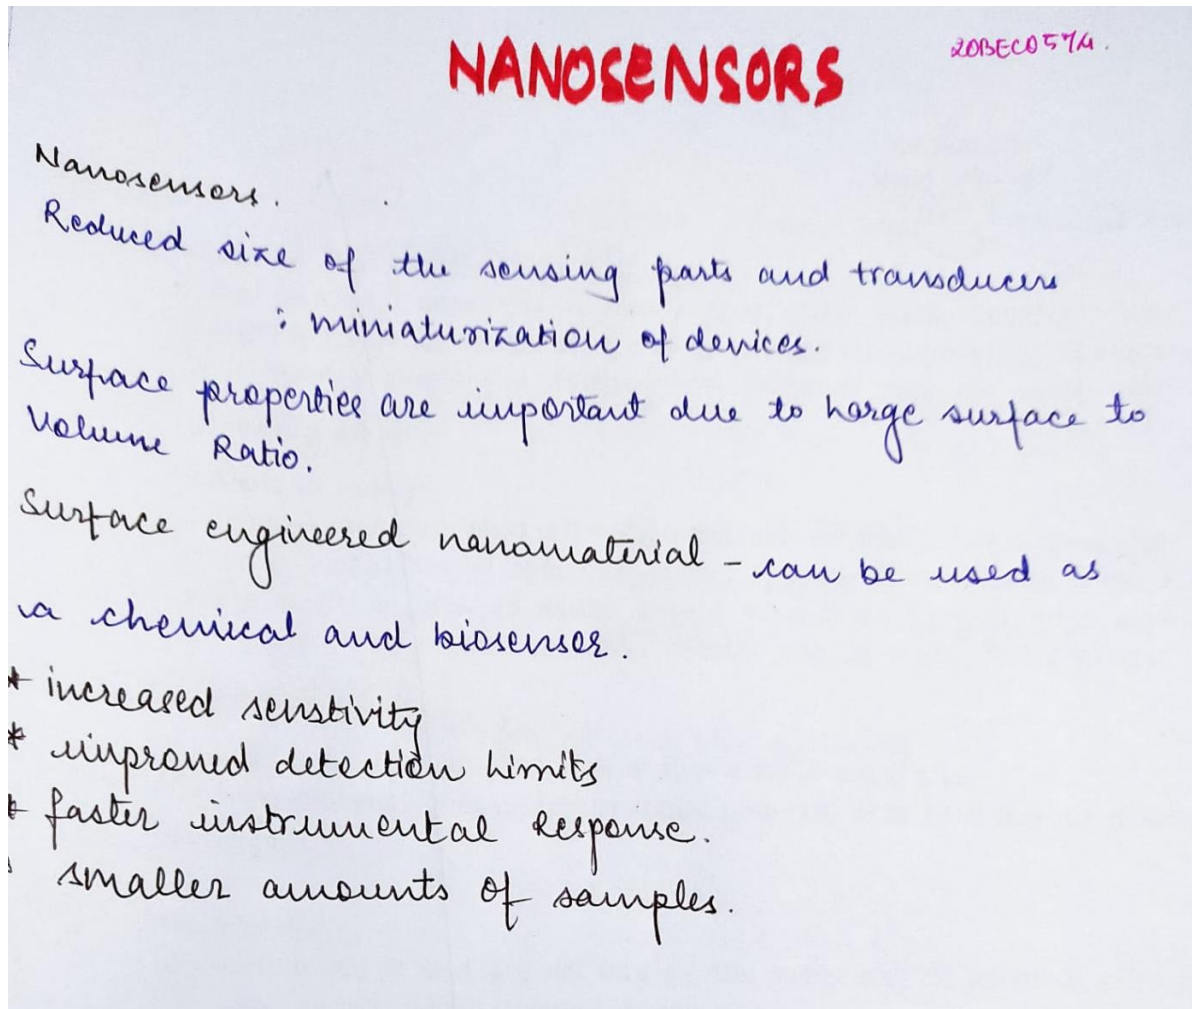 NANOSENSORS
20BEC0574.
Nanosensors.
Reduced size of the sensing parts and transducers
: miniaturization of devices.
Surface properties are important due to large surface to
Volume Ratio.
Surface engineered nanomaterial - can be used as
a chemical and biosensor.
* increased senstivity
* improved detection limits
* faster instrumental Response.
smaller amounts of samples.